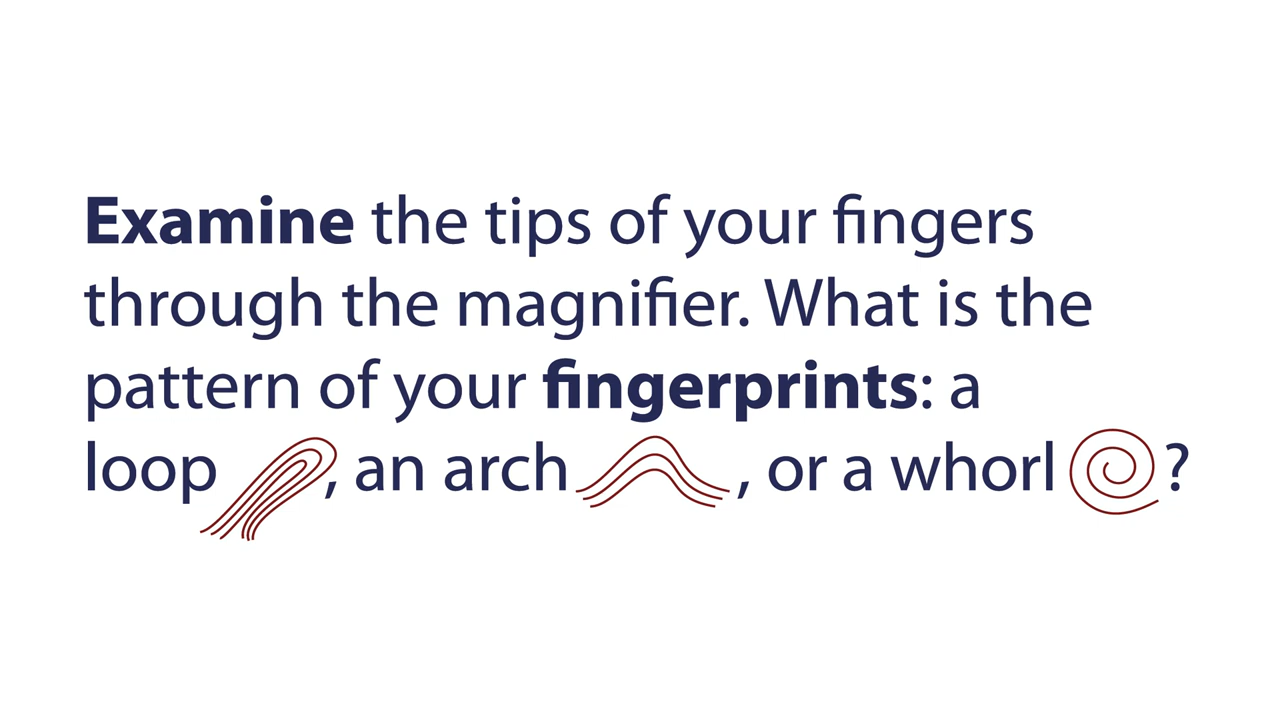 Examine the tips of your fingers
through the magnifier. What is the
pattern of your fingerprints: a
loop , an arch , or a whorl ?